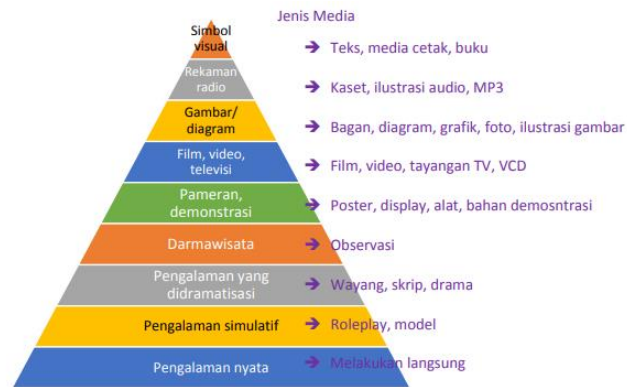 Jenis Media
Simbol
visual
➔ Teks, media cetak, buku
Rekaman
radio
➔ Kaset, ilustrasi audio, MP3
Gambar/
diagram
➔ Bagan, diagram, grafik, foto, ilustrasi gambar
Film, video,
televisi
➔ Film, video, tayangan TV, VCD
Pameran,
demonstrasi
➔ Poster, display, alat, bahan demosntrasi
Darmawisata
➔ Observasi
Pengalaman yang
didramatisasi
➔ Wayang, skrip, drama
Pengalaman simulatif
➔ Roleplay, model
Pengalaman nyata
➔ Melakukan langsung